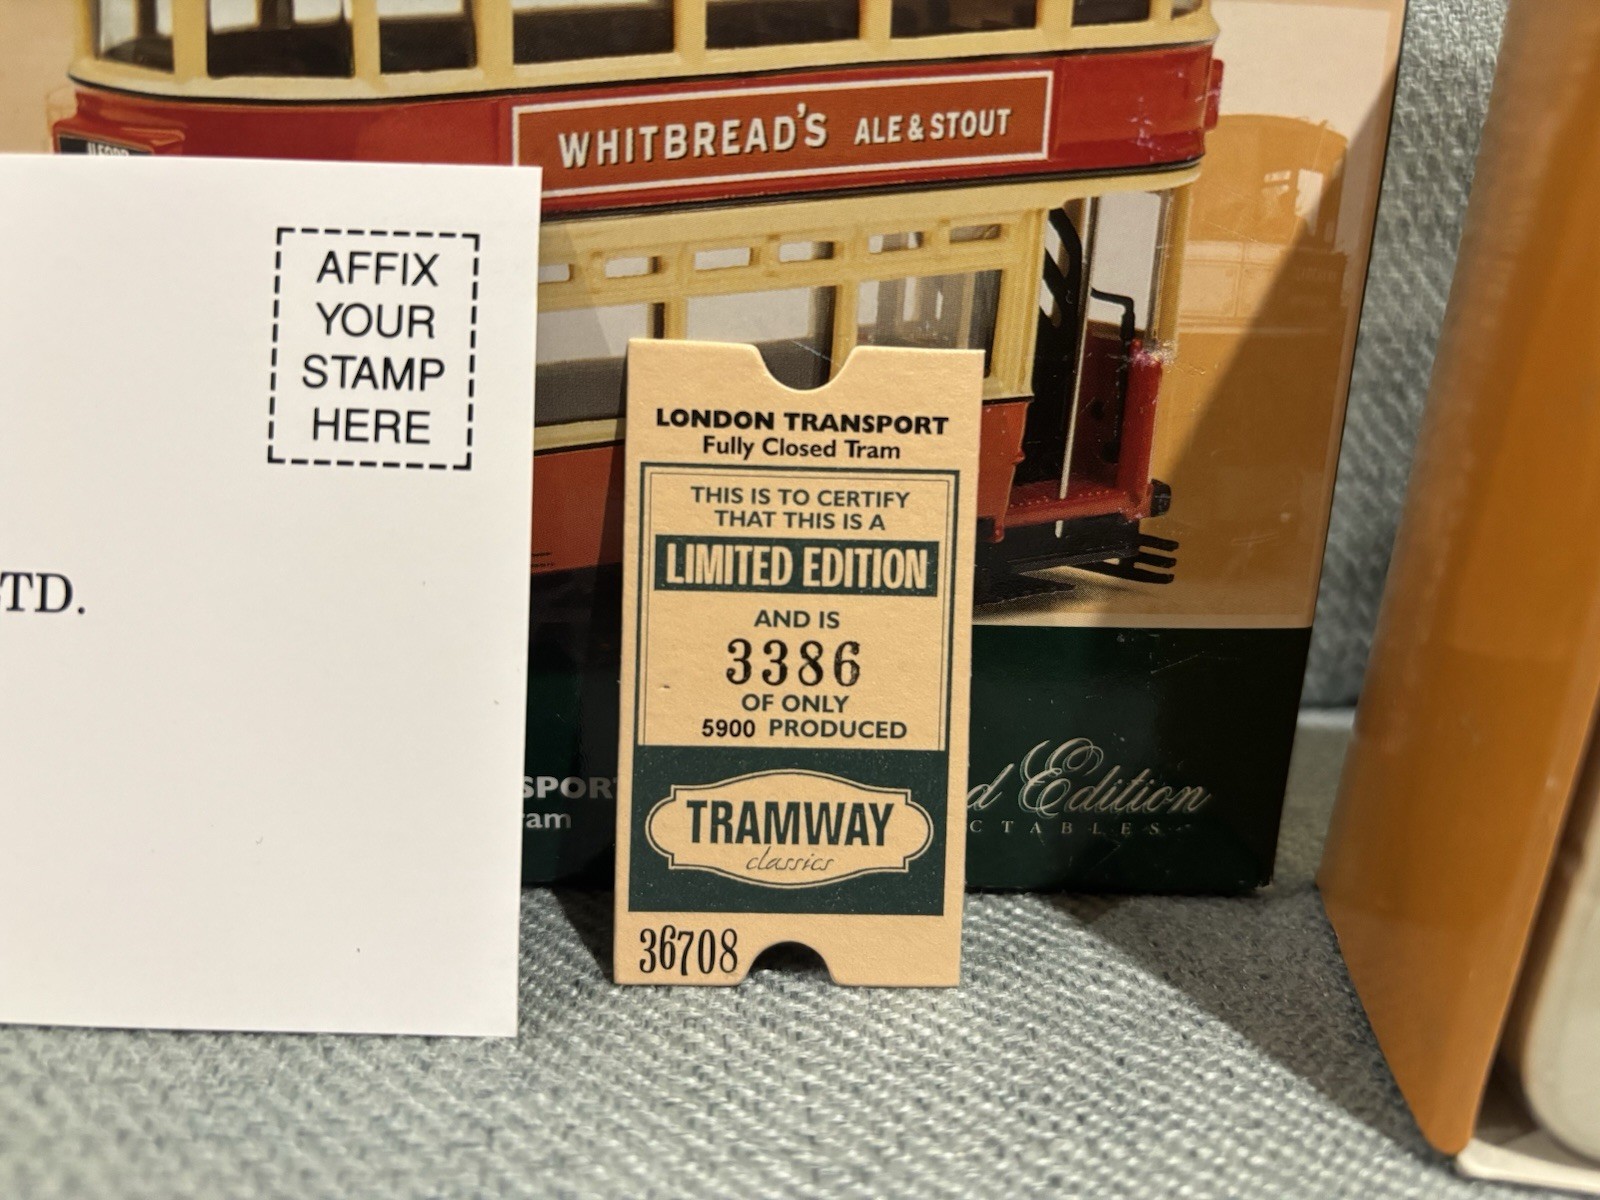 WHITBREAD'S ALE & STOUT
AFFIX
YOUR
STAMP
HERE
TD.
LONDON TRANSPORT
Fully Closed Tram
THIS IS TO CERTIFY
THAT THIS IS A
LIMITED EDITION
AND IS
3386
OF ONLY
5900 PRODUCED
TRAMWAY
classics
36708
SPOR
ram
d Edition
CTABLES